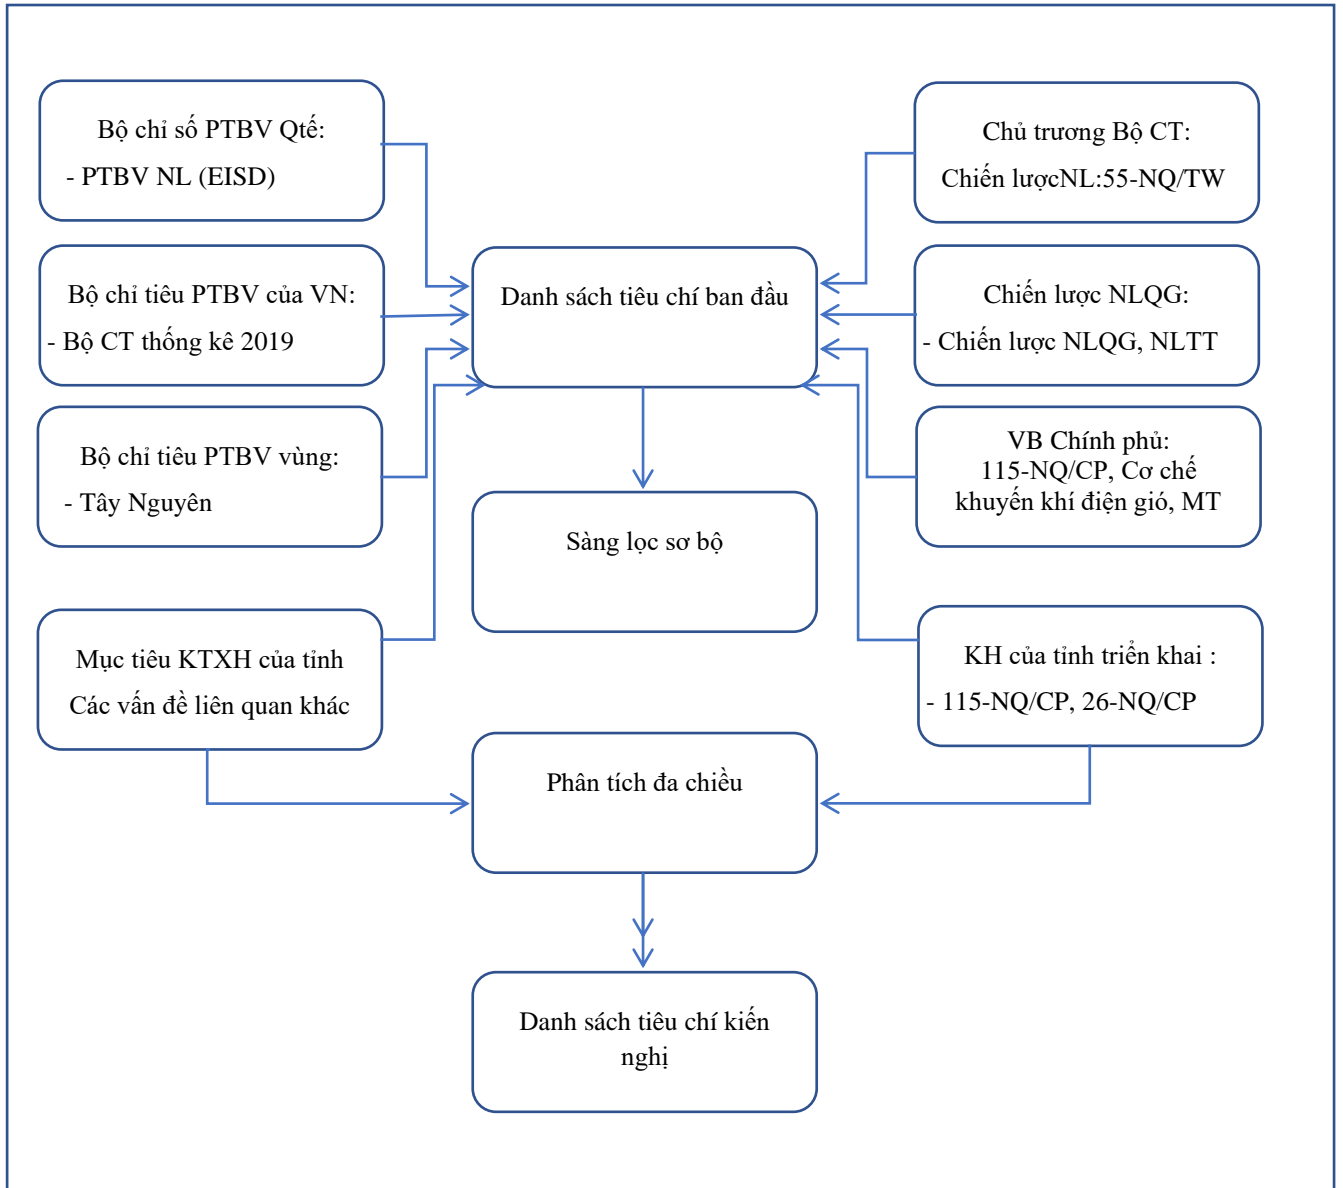 Bộ chỉ số PTBV Qtế:
- PTBV NL (EISD)
Chủ trương Bộ CT:
Chiến lượcNL:55-NQ/TW
Bộ chỉ tiêu PTBV của VN:
- Bộ CT thống kê 2019
Danh sách tiêu chí ban đầu
Chiến lược NLQG:
- Chiến lược NLQG, NLTT
Bộ chỉ tiêu PTBV vùng:
- Tây Nguyên
VB Chính phủ:
115-NQ/CP, Cơ chế
khuyến khí điện gió, MT
Sàng lọc sơ bộ
Mục tiêu KTXH của tỉnh
Các vấn đề liên quan khác
KH của tỉnh triển khai :
- 115-NQ/CP, 26-NQ/CP
Phân tích đa chiều
Danh sách tiêu chí kiến
nghị